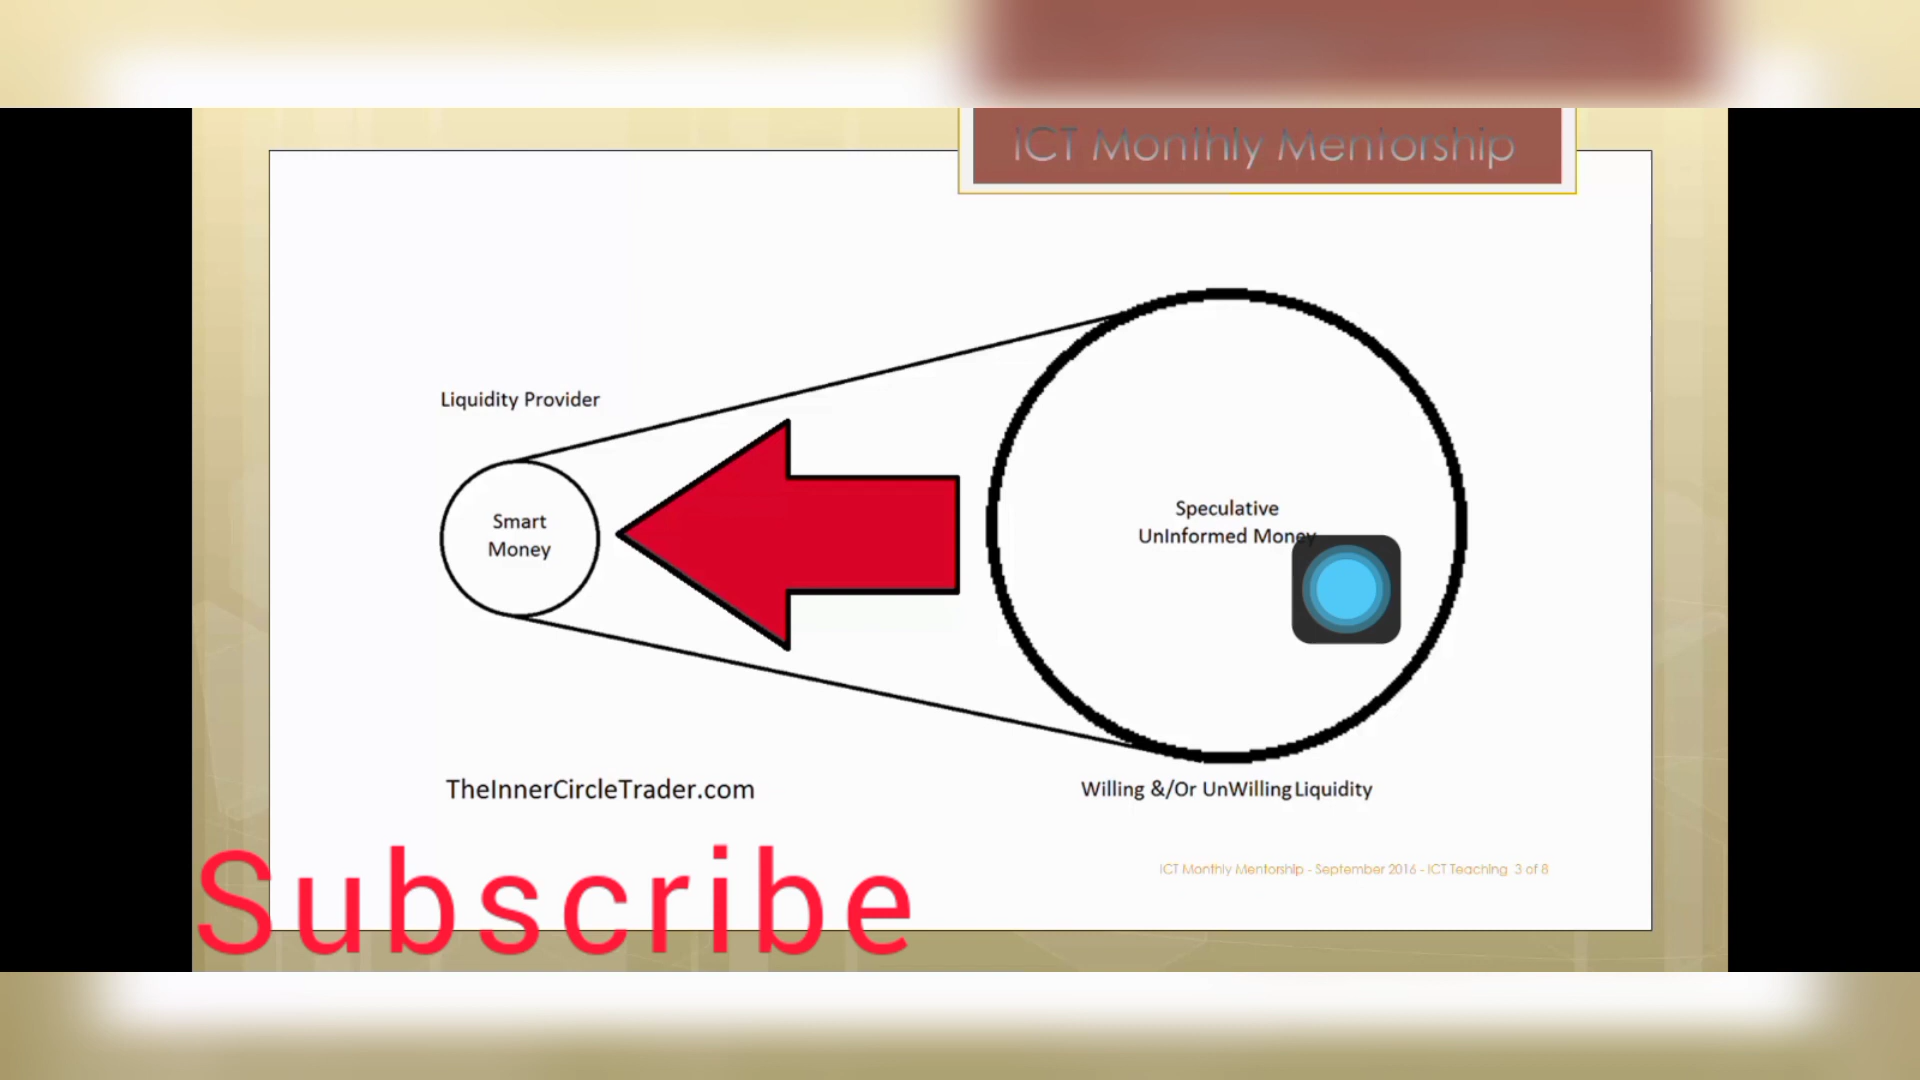 ICT Monthly Mentorship
Liquidity Provider
Smart
Money
Speculative
UnInformed Money
TheInnerCircleTrader.com
Willing &/Or UnWilling Liquidity
ICT Monthly Mentorship - September 2016 - ICT Teaching 3 of 8
Subscribe